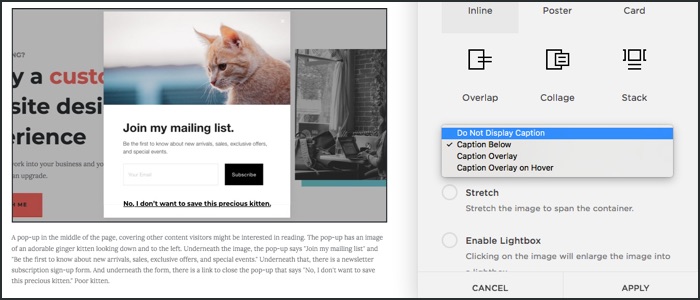 NG?
y a custo
site desi
erience
work into your business and yo
an upgrade.
H ME
Join my mailing list.
Be the first to know about new arrivals, sales, exclusive offers,
and special events.
Your Email
Subscribe
No, I don't want to save this precious kitten.
A pop-up in the middle of the page, covering other content visitors might be interested in reading. The pop-up has an image
of an adorable ginger kitten looking down and to the left. Underneath the image, the pop-up says "Join my mailing list" and
"Be the first to know about new arrivals, sales, exclusive offers, and special events." Underneath that, there is a newsletter
subscription sign-up form. And underneath the form, there is a link to close the pop-up that says "No, I don't want to save
this precious kitten." Poor kitten.
Inline
Poster
Card
Overlap
Collage
Stack
Do Not Display Caption
✓ Caption Below
Caption Overlay
Caption Overlay on Hover
Stretch
Stretch the image to span the container.
Enable Lightbox
Clicking on the image will enlarge the image into
a lightbox.
CANCEL
APPLY